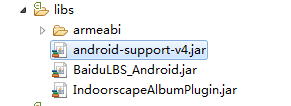 libs
armeabi
android-support-v4.jar
BaiduLBS_Android.jar
IndoorscapeAlbumPlugin.jar